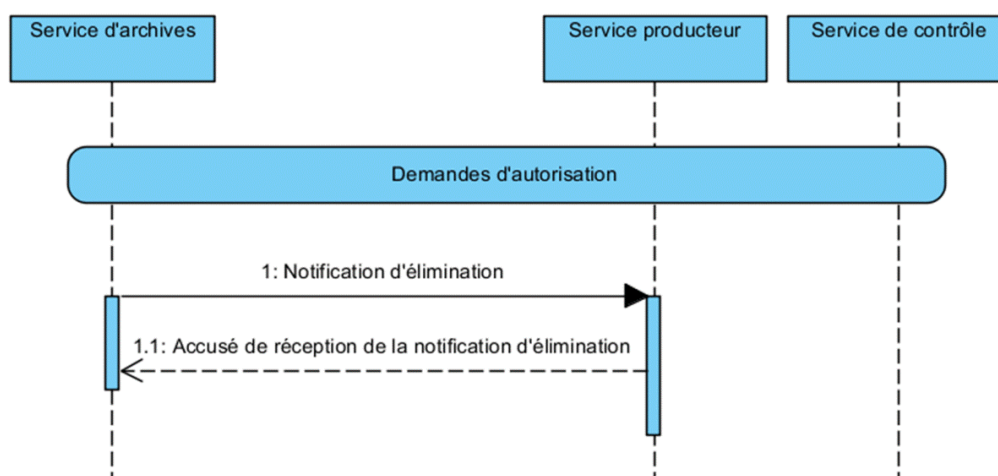 Service d'archives
Service producteur
Service de contrôle
Demandes d'autorisation
1: Notification d'élimination
1.1: Accusé de réception de la notification d'élimination